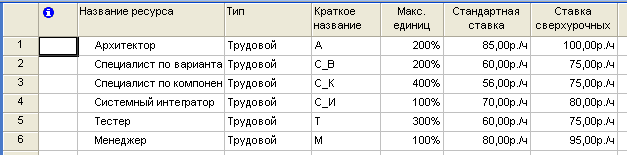 Название ресурса Тип Краткое название Макс. единиц Стандартная ставка Ставка сверхурочных
1 Архитектор Трудовой А 200% 85,00р./ч 100,00р./ч
2 Специалист по варианта Трудовой С_В 200% 60,00р./ч 75,00р./ч
3 Специалист по компонен Трудовой С_К 400% 56,00р./ч 75,00р./ч
4 Системный интегратор Трудовой С_И 100% 70,00р./ч 80,00р./ч
5 Тестер Трудовой Т 300% 60,00р./ч 75,00р./ч
6 Менеджер Трудовой М 100% 80,00р./ч 95,00р./ч